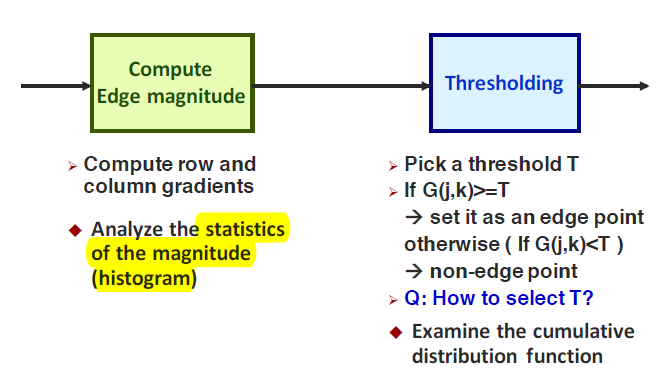 Compute
Edge magnitude
Thresholding
➢ Compute row and
column gradients
◆ Analyze the statistics
of the magnitude
(histogram)
➢ Pick a threshold T
➢ If G(j,k)>=T
→ set it as an edge point
otherwise ( If G(j,k)<T )
→ non-edge point
➢ Q: How to select T?
◆ Examine the cumulative
distribution function